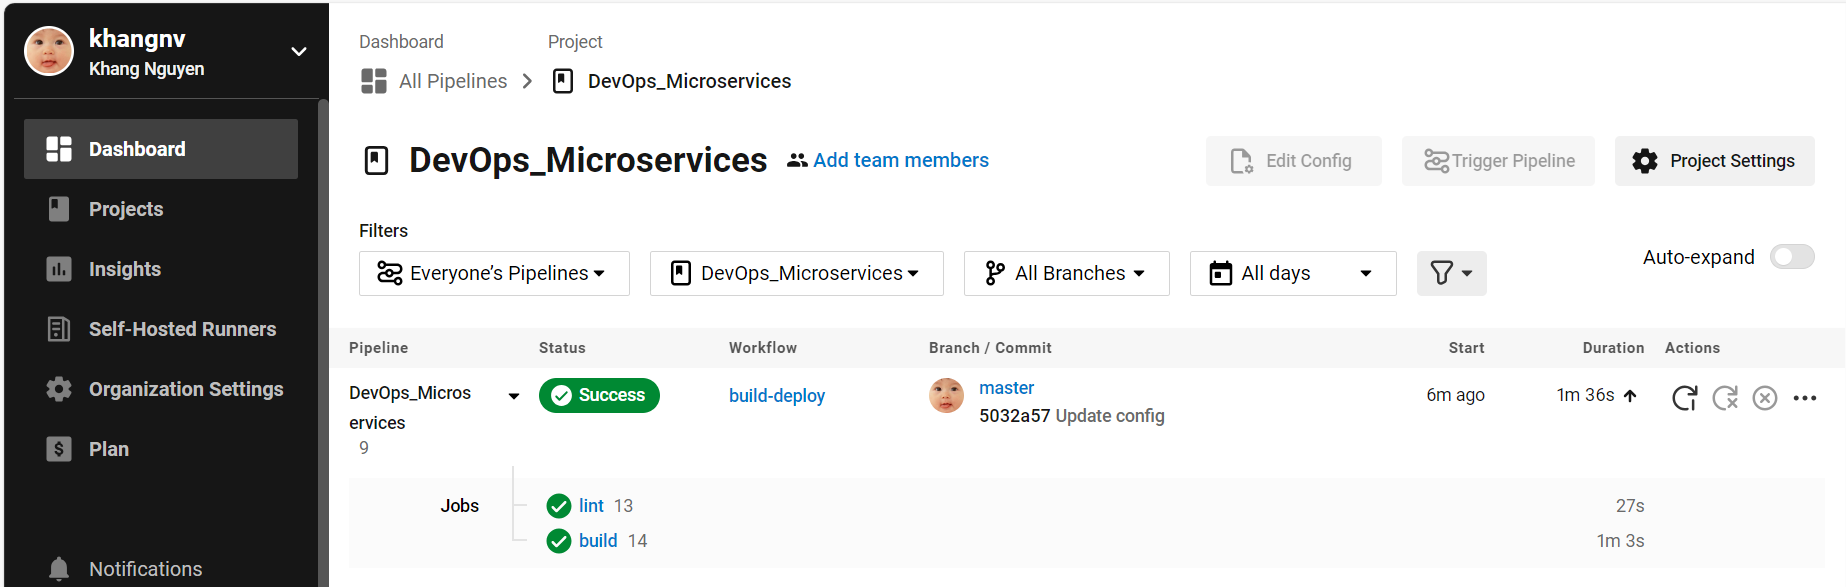 khangnv
Khang Nguyen
Dashboard
Projects
Insights
Self-Hosted Runners
Organization Settings
Plan
Notifications
Dashboard Project
All Pipelines DevOps_Microservices
DevOps_Microservices Add team members Edit Config Trigger Pipeline Project Settings
Filters
Everyone’s Pipelines DevOps_Microservices All Branches All days Auto-expand
Pipeline Status Workflow Branch / Commit Start Duration Actions
DevOps_Micros Success build-deploy master 6m ago 1m 36s
ervices 5032a57 Update config
9
Jobs lint 13 27s
build 14 1m 3s